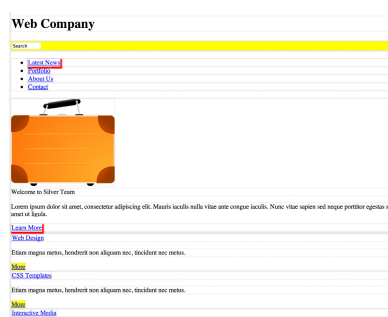 Web Company
Search
Latest News
Portfolio
About Us
Contact
Welcome to Silver Team
Lorem ipsum dolor sit amet, consectetur adipiscing elit. Mauris iaculis nulla vitae ante congue iaculis. Nunc vitae sapien sed neque porttitor egestas s
amet ut ligula.
Learn More
Web Design
Etiam magna metus, hendrerit non aliquam nec, tincidunt nec metus.
More
CSS Templates
Etiam magna metus, hendrerit non aliquam nec, tincidunt nec metus.
More
Interactive Media